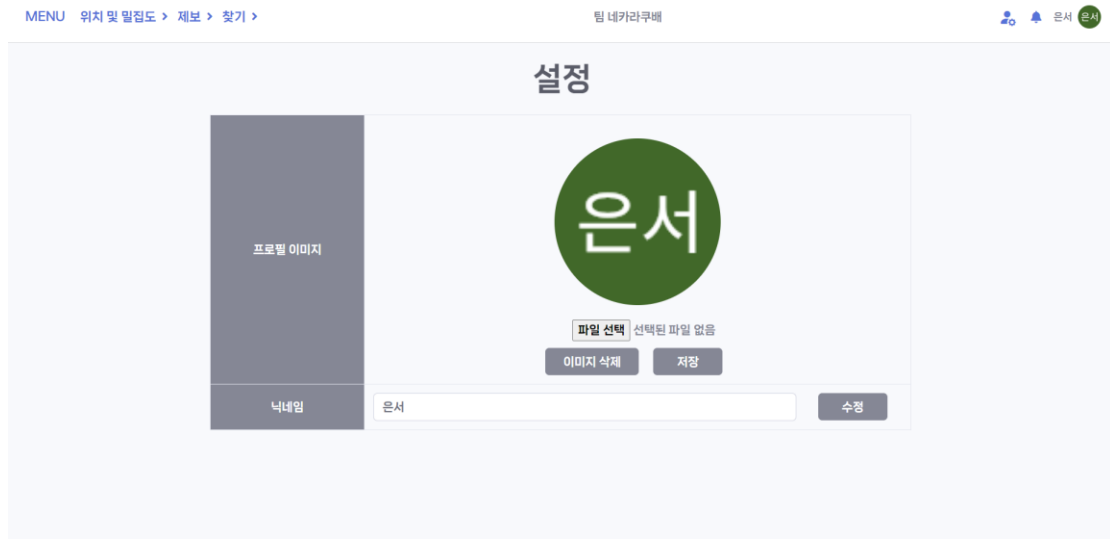 MENU 위치 및 밀집도 > 제보 > 찾기 > 팀 네카라쿠배 은서 은서
설정
프로필 이미지
은서
파일 선택 선택된 파일 없음
이미지 삭제 저장
닉네임 은서 수정